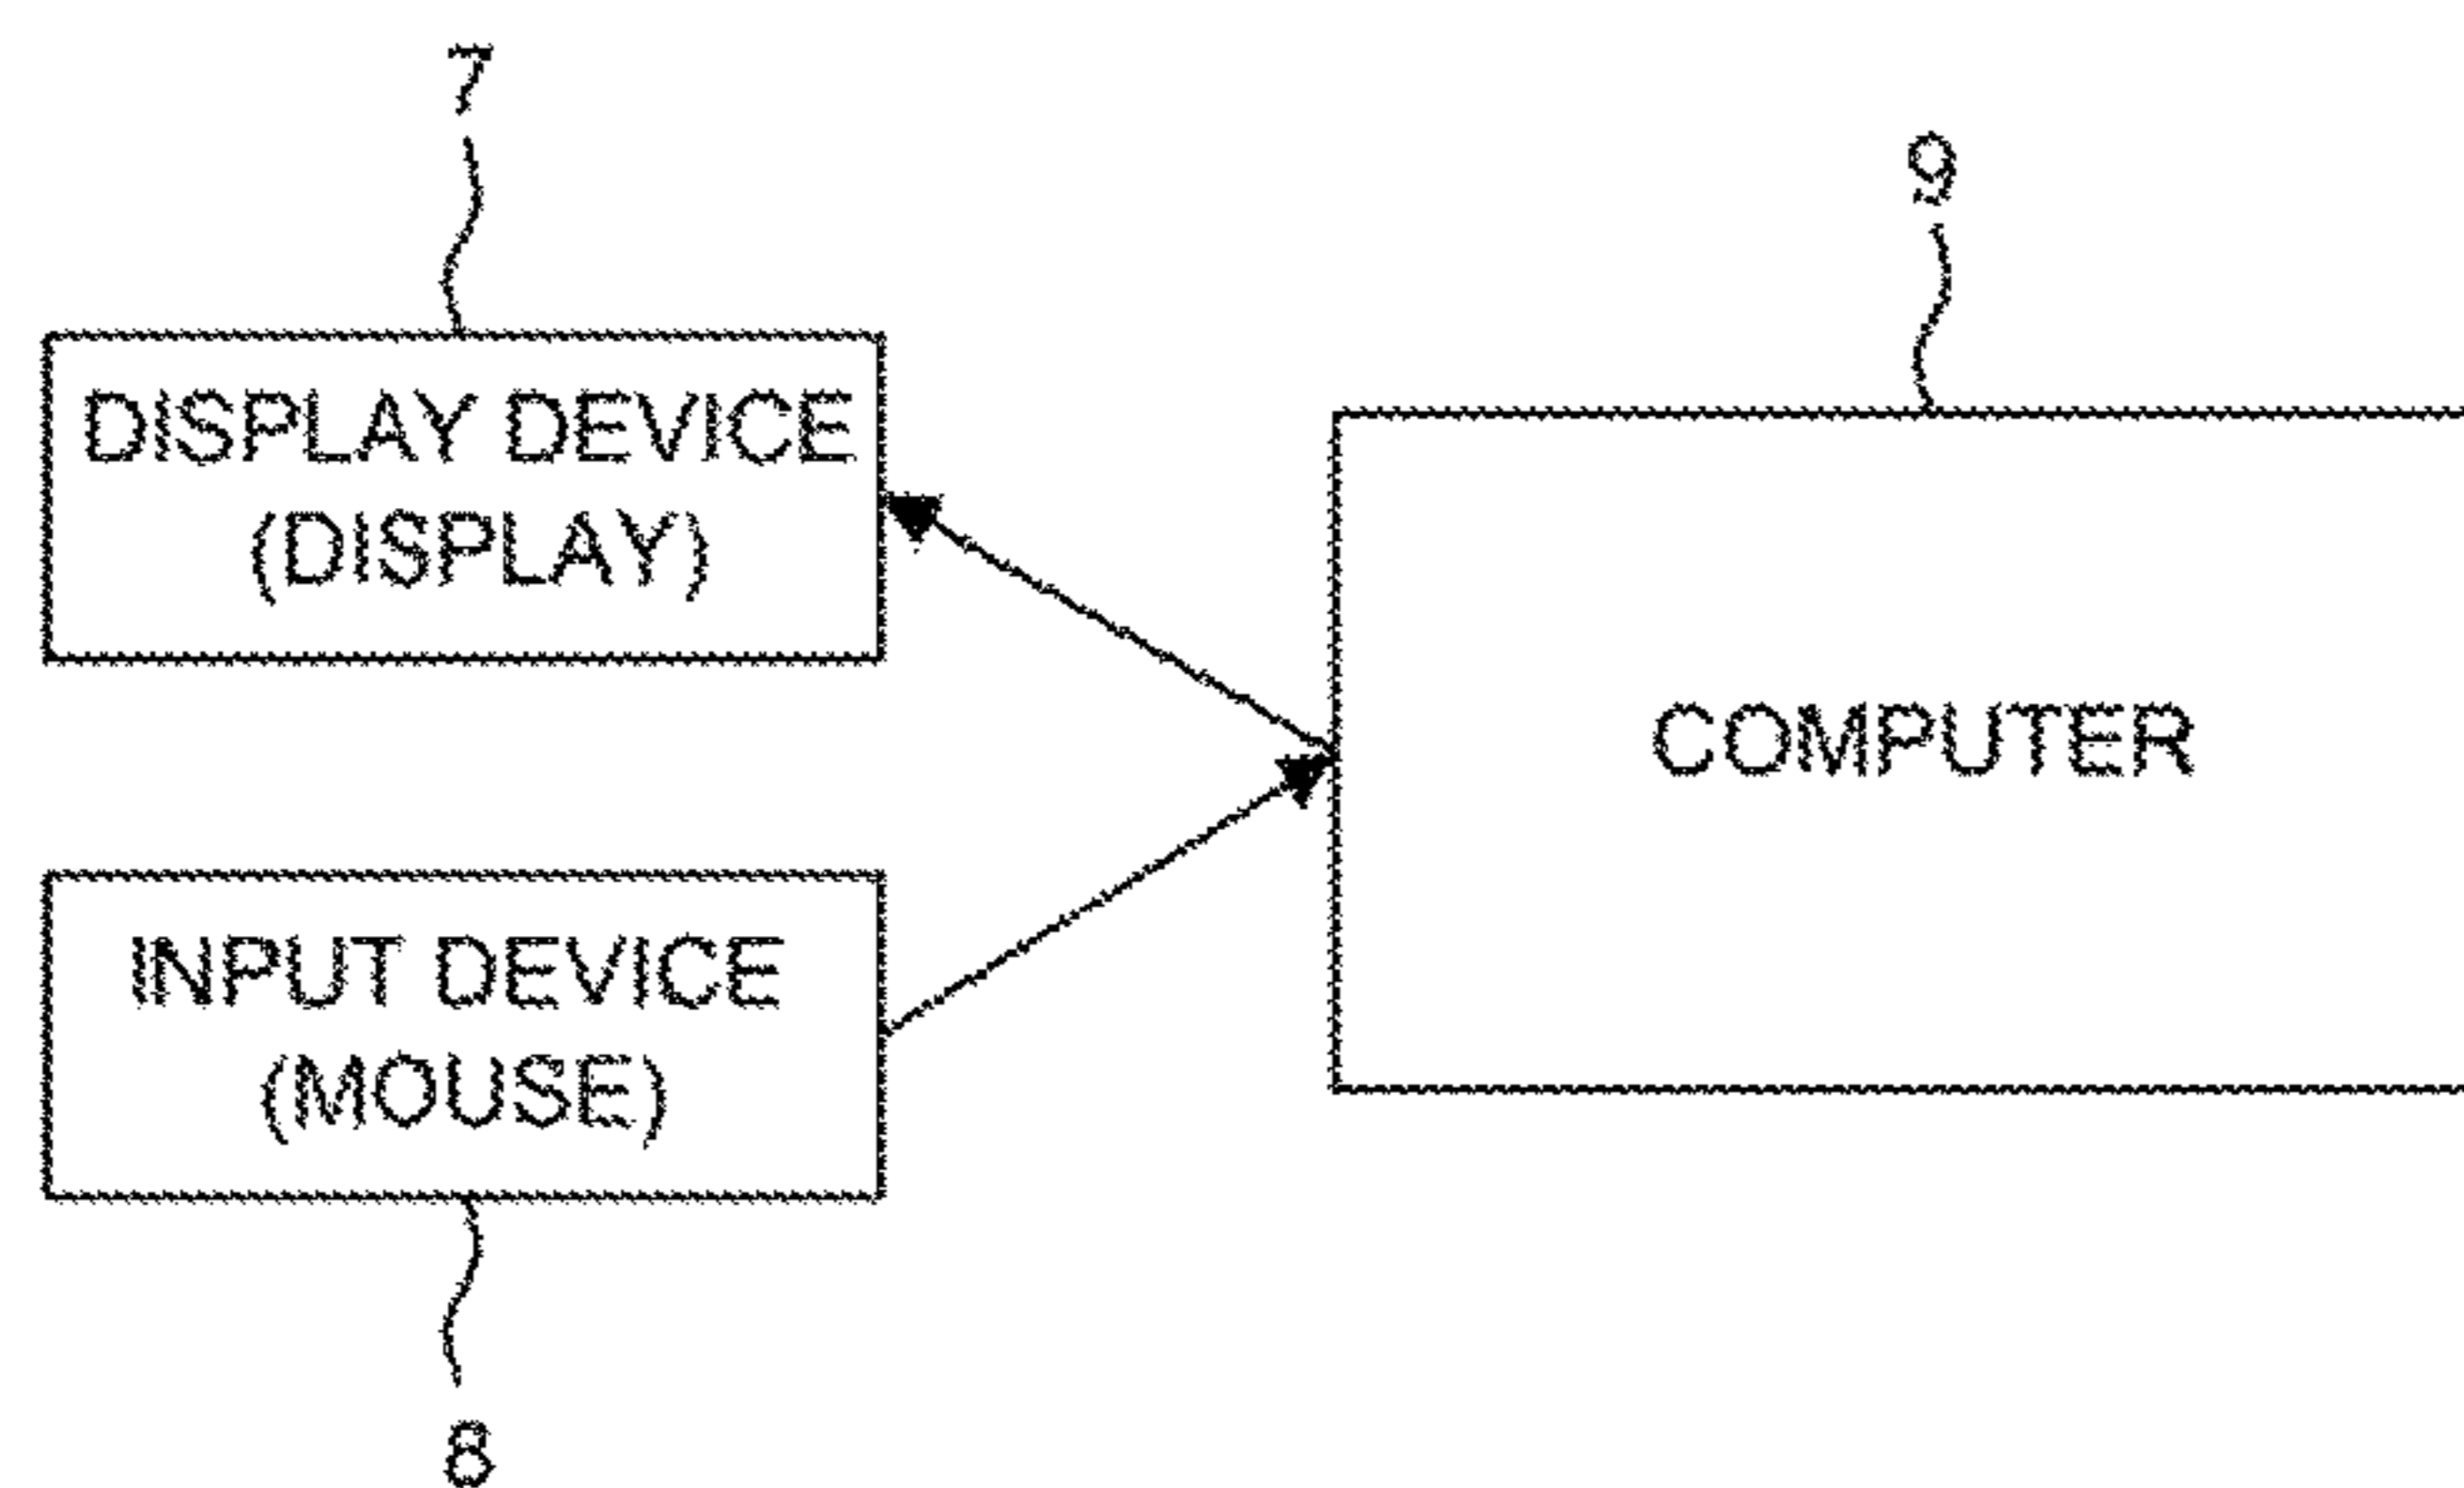 7
9
DISPLAY DEVICE
(DISPLAY)
COMPUTER
INPUT DEVICE
(MOUSE)
8